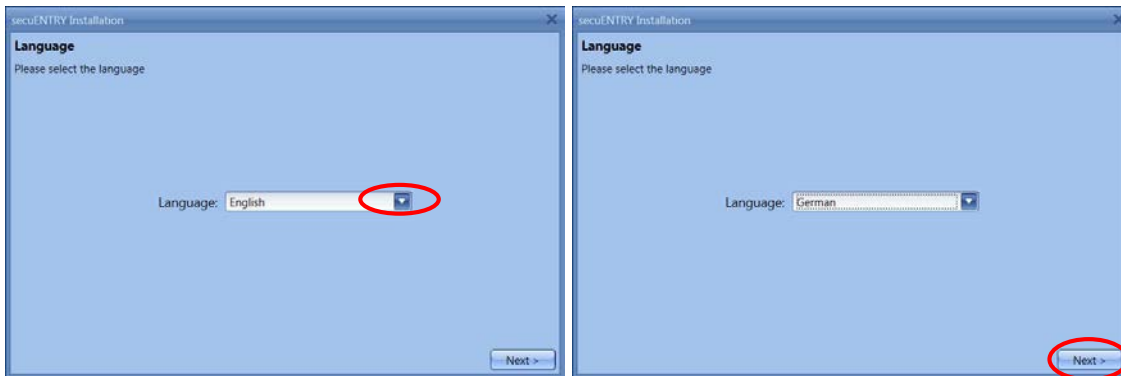 secuENTRY Installation
Language
Please select the language
Language: English
Next >
secuENTRY Installation
Language
Please select the language
Language: German
Next >